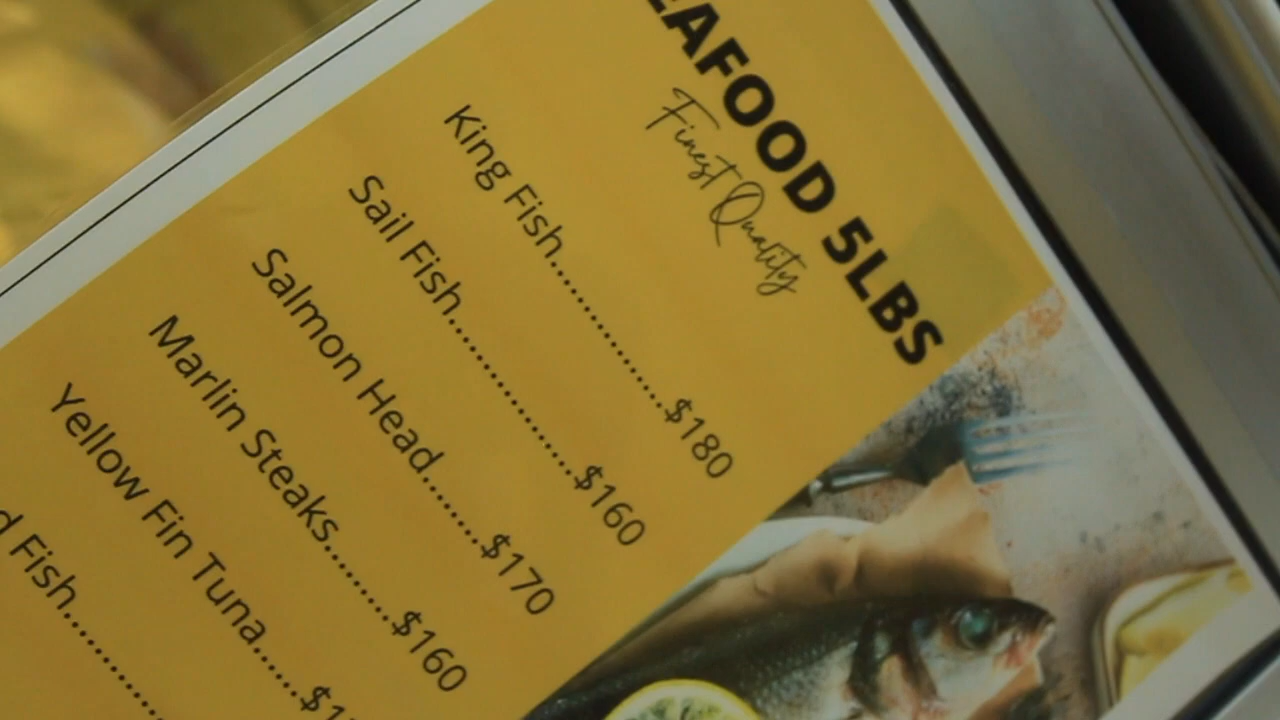 EAFOOD 5LBS
Finest Quality
King Fish..................$180
Sail Fish.....................$160
Salmon Head...........$170
Marlin Steaks............$160
Yellow Fin Tuna..........$1
d Fish